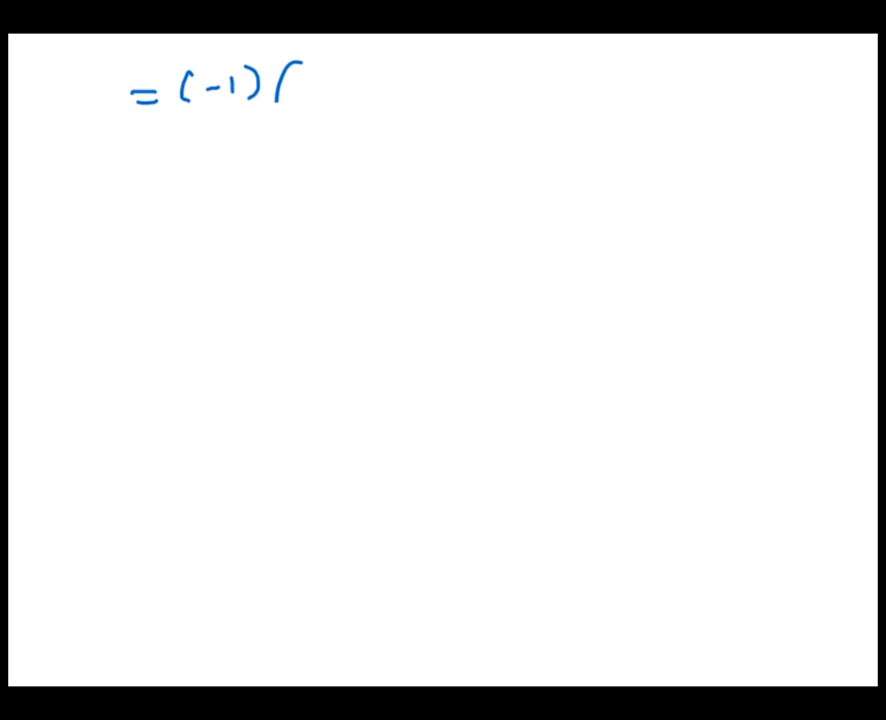 = (-1) (